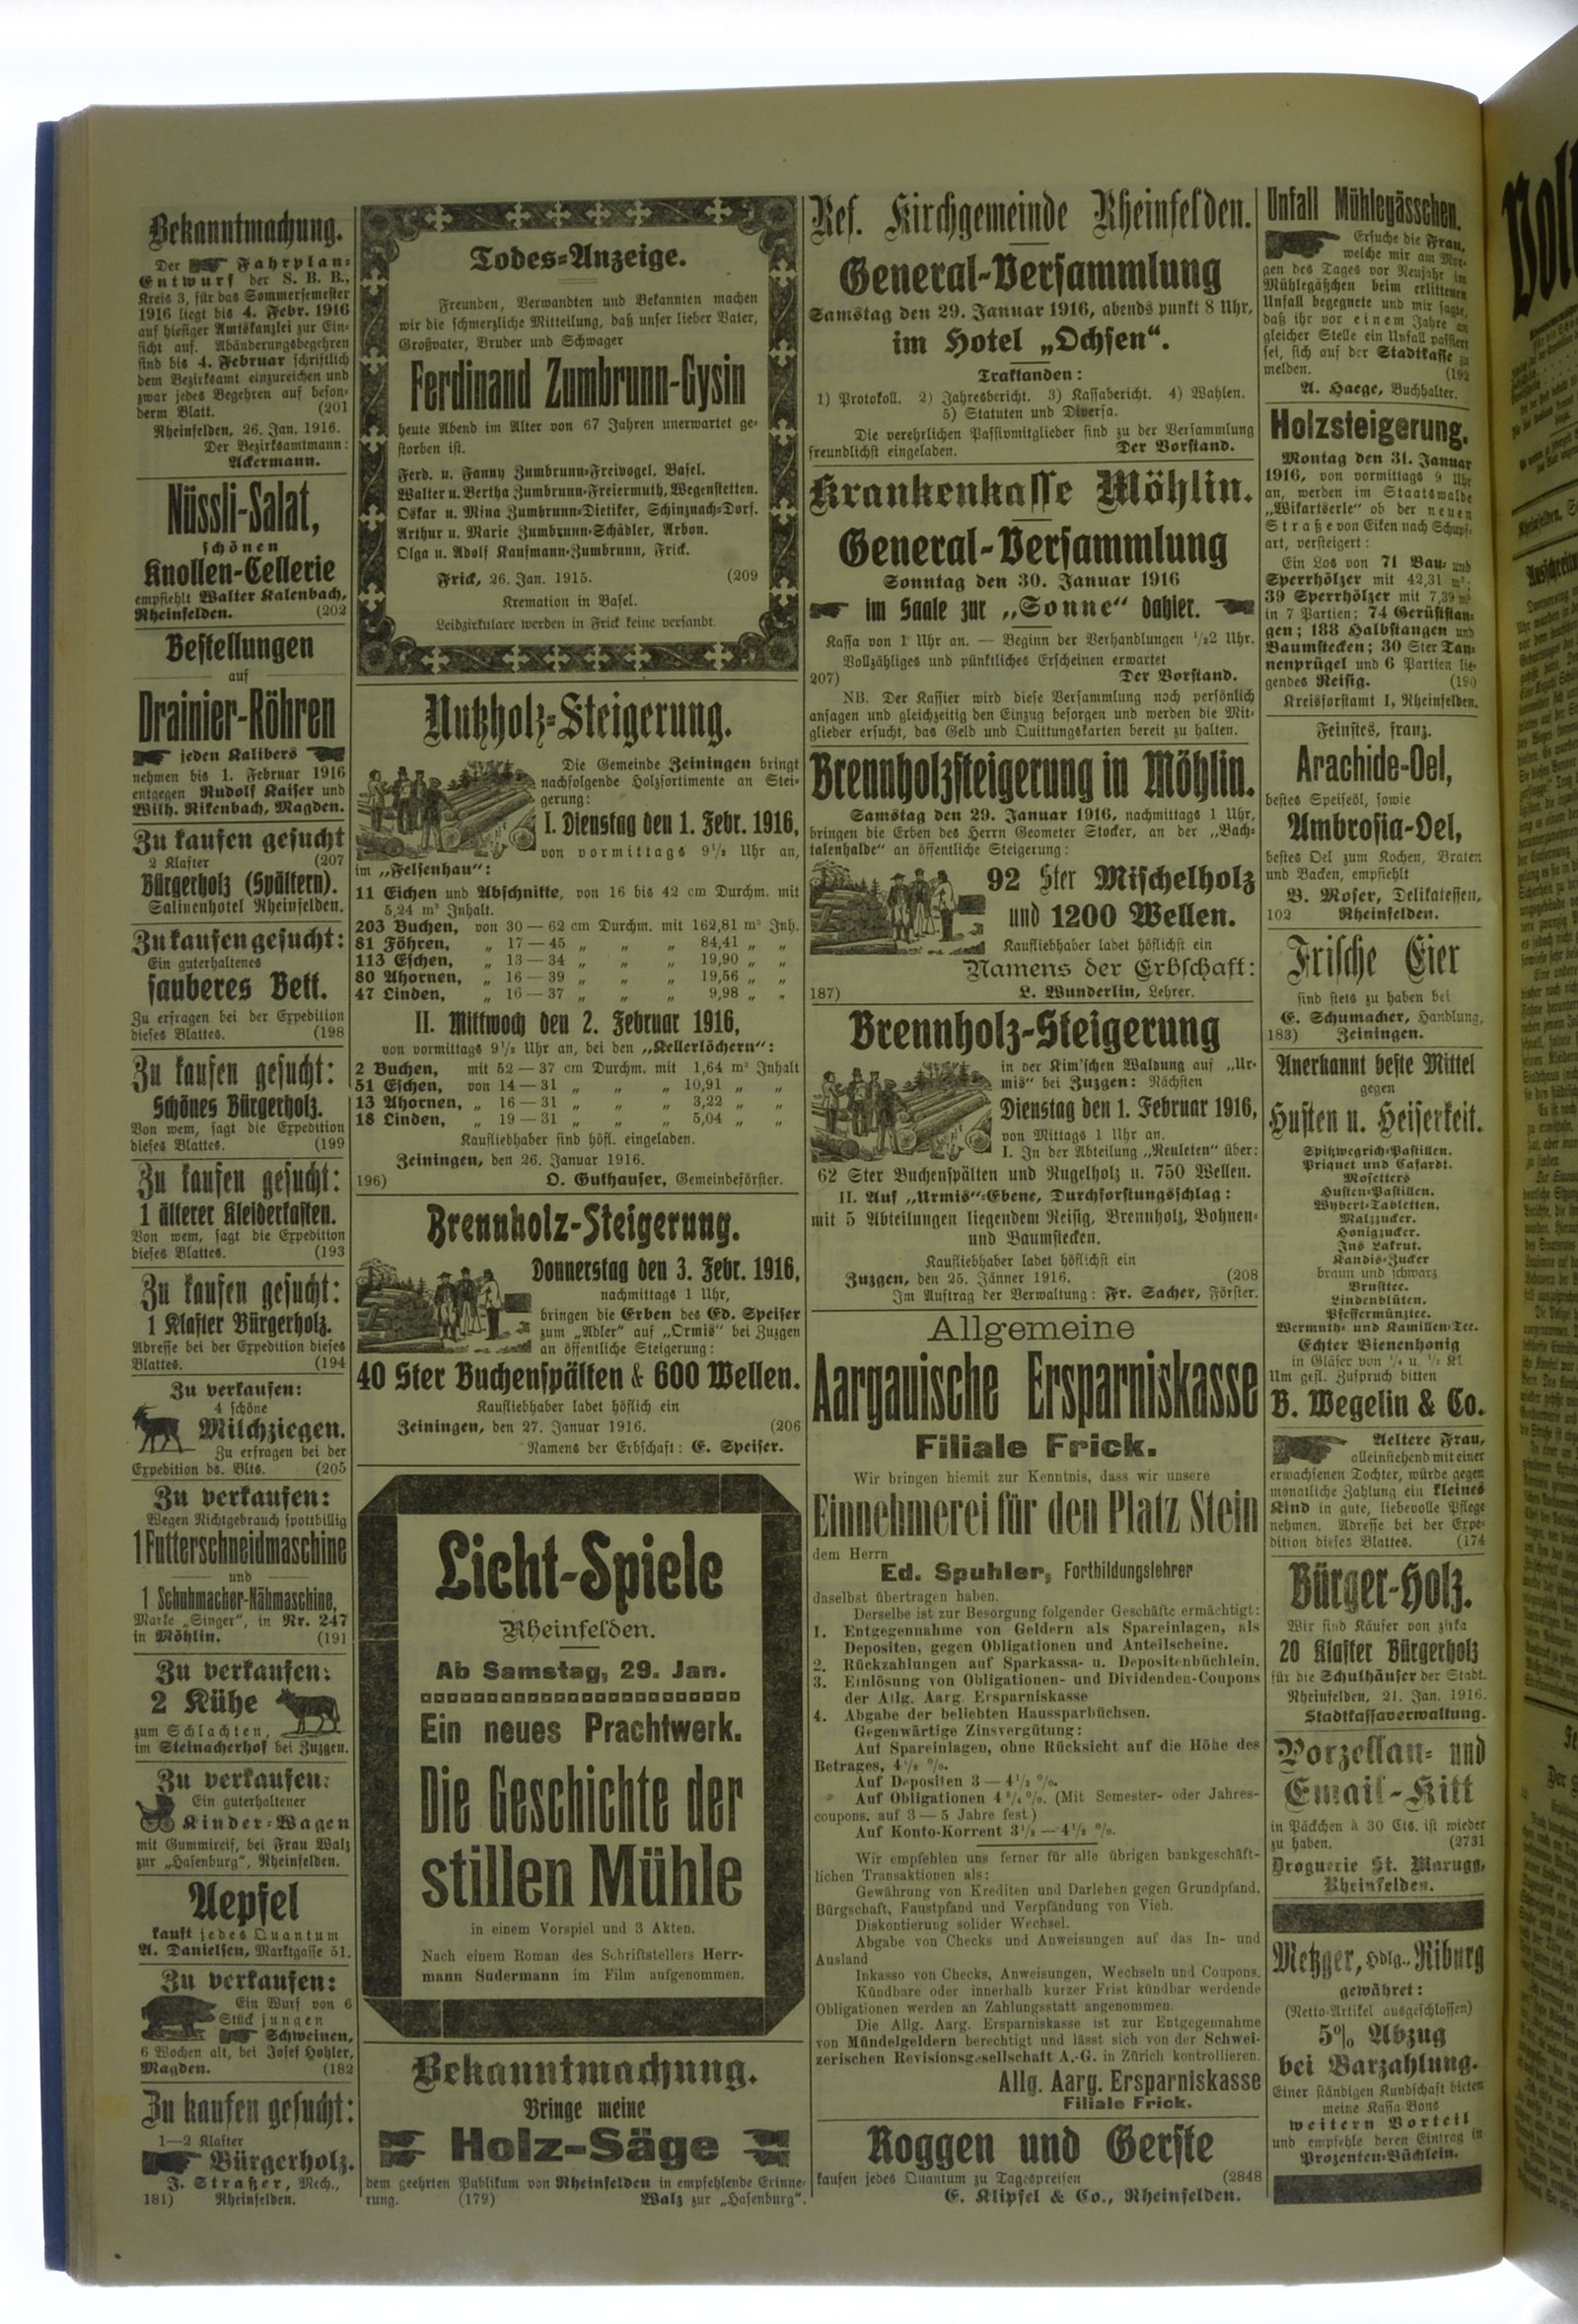 Bekanntmachung.
Der Fahrplan-
Entwurf der S. B. B.,
Kreis 3, für das Sommersemester
1916 liegt bis 4. Febr. 1916
auf hiesiger Amtskanzlei zur Ein-
sicht auf. Abänderungsbegehren
sind bis 4. Februar schriftlich
dem Bezirksamt einzureichen und
zwar jedes Begehren auf beson-
derm Blatt. (201
Rheinfelden, 26. Jan. 1916.
Der Bezirksamtmann:
Ackermann.
Nüssli-Salat,
schönen
Knollen-Cellerie
empfiehlt Walter Kalenbach,
Rheinfelden. (202
Bestellungen
auf
Drainier-Röhren
jeden Kalibers
nehmen bis 1. Februar 1916
entgegen Rudolf Kaiser und
Wilh. Rikenbach, Magden.
Zu kaufen gesucht
2 Klafter (207
Bürgerholz (Spältern).
Salinenhotel Rheinfelden.
Zu kaufen gesucht:
Ein guterhaltenes
sauberes Bett.
Zu erfragen bei der Expedition
dieses Blattes. (198
Zu kaufen gesucht:
Schönes Bürgerholz.
Von wem, sagt die Expedition
dieses Blattes. (199
Zu kaufen gesucht:
1 älterer Kleiderkasten.
Von wem, sagt die Expedition
dieses Blattes. (193
Zu kaufen gesucht:
1 Klafter Bürgerholz.
Adresse bei der Expedition dieses
Blattes. (194
Zu verkaufen:
4 schöne
Milchziegen.
Zu erfragen bei der
Expedition ds. Blts. (205
Zu verkaufen:
Wegen Nichtgebrauch spottbillig
1 Futterschneidmaschine
und
1 Schuhmacher-Nähmaschine,
Marke „Singer“, in Nr. 247
in Möhlin. (191
Zu verkaufen:
2 Kühe
zum Schlachten,
im Steinacherhof bei Zuzgen.
Zu verkaufen:
Ein guterhaltener
Kinder-Wagen
mit Gummireif, bei Frau Walz
zur „Hasenburg“, Rheinfelden.
Aepfel
kauft jedes Quantum
A. Danielsen, Marktgasse 51.
Zu verkaufen:
Ein Wurf von 6
Stück jungen
Schweinen,
6 Wochen alt, bei Josef Hohler,
Magden. (182
Zu kaufen gesucht:
1—2 Klafter
Bürgerholz.
J. Straßer, Mech.,
181) Rheinfelden.
Todes-Anzeige.
Freunden, Verwandten und Bekannten machen
wir die schmerzliche Mitteilung, daß unser lieber Vater,
Großvater, Bruder und Schwager
Ferdinand Zumbrunn-Gysin
heute Abend im Alter von 67 Jahren unerwartet ge-
storben ist.
Ferd. u. Fanny Zumbrunn-Freivogel, Basel.
Walter u. Bertha Zumbrunn-Freiermuth, Wegenstetten.
Oskar u. Mina Zumbrunn-Dietiker, Schinznach-Dorf.
Arthur u. Marie Zumbrunn-Schädler, Arbon.
Olga u. Adolf Kaufmann-Zumbrunn, Frick.
Frick, 26. Jan. 1915. (209
Kremation in Basel.
Leidzirkulare werden in Frick keine versandt.
Nutzholz-Steigerung.
Die Gemeinde Zeiningen bringt
nachfolgende Holzsortimente an Stei-
gerung:
I. Dienstag den 1. Febr. 1916,
von vormittags 9½ Uhr an,
im „Felsenhau“:
11 Eichen und Abschnitte, von 16 bis 42 cm Durchm. mit
5,24 m³ Inhalt.
203 Buchen, von 30—62 cm Durchm. mit 162,81 m³ Inh.
81 Föhren, „ 17—45 „ „ „ 84,41 „ „
113 Eschen, „ 13—34 „ „ „ 19,90 „ „
80 Ahornen, „ 16—39 „ „ „ 19,56 „ „
47 Linden, „ 16—37 „ „ „ 9,98 „ „
II. Mittwoch den 2. Februar 1916,
von vormittags 9½ Uhr an, bei den „Kellerlöchern“:
2 Buchen, mit 52—37 cm Durchm. mit 1,64 m³ Inhalt
51 Eichen, von 14—31 „ „ „ 10,91 „ „
13 Ahornen, „ 16—31 „ „ „ 3,22 „ „
18 Linden, „ 19—31 „ „ „ 5,04 „ „
Kaufliebhaber sind höfl. eingeladen.
Zeiningen, den 26. Januar 1916.
196) O. Guthauser, Gemeindeförster.
Brennholz-Steigerung.
Donnerstag den 3. Febr. 1916,
nachmittags 1 Uhr,
bringen die Erben des Ed. Speiser
zum „Adler“ auf „Ormis“ bei Zuzgen
an öffentliche Steigerung:
40 Ster Buchenspälten & 600 Wellen.
Kaufliebhaber ladet höflich ein
Zeiningen, den 27. Januar 1916. (206
Namens der Erbschaft: E. Speiser.
Licht-Spiele
Rheinfelden.
Ab Samstag, 29. Jan.
Ein neues Prachtwerk.
Die Geschichte der
stillen Mühle
in einem Vorspiel und 3 Akten.
Nach einem Roman des Schriftstellers Herr-
mann Sudermann im Film aufgenommen.
Bekanntmachung.
Bringe meine
Holz-Säge
dem geehrten Publikum von Rheinfelden in empfehlende Erinne-
rung. (179) Walz zur „Hasenburg“.
Ref. Kirchgemeinde Rheinfelden.
General-Versammlung
Samstag den 29. Januar 1916, abends punkt 8 Uhr,
im Hotel „Ochsen“.
Traktanden:
1) Protokoll. 2) Jahresbericht. 3) Kassabericht. 4) Wahlen.
5) Statuten und Diversa.
Die verehrlichen Passivmitglieder sind zu der Versammlung
freundlichst eingeladen. Der Vorstand.
Krankenkasse Möhlin.
General-Versammlung
Sonntag den 30. Januar 1916
im Saale zur „Sonne“ dahier.
Kassa von 1 Uhr an. — Beginn der Verhandlungen ½2 Uhr.
Vollzähliges und pünktliches Erscheinen erwartet
207) Der Vorstand.
NB. Der Kassier wird diese Versammlung noch persönlich
ansagen und gleichzeitig den Einzug besorgen und werden die Mit-
glieder ersucht, das Geld und Quittungskarten bereit zu halten.
Brennholzsteigerung in Möhlin.
Samstag den 29. Januar 1916, nachmittags 1 Uhr,
bringen die Erben des Herrn Geometer Stocker, an der „Bach-
talenhalde“ an öffentliche Steigerung:
92 Ster Mischelholz
und 1200 Wellen.
Kaufliebhaber ladet höflichst ein
Namens der Erbschaft:
187) L. Wunderlin, Lehrer.
Brennholz-Steigerung
in der Kim'schen Waldung auf „Ur-
mis“ bei Zuzgen: Nächsten
Dienstag den 1. Februar 1916,
von Mittags 1 Uhr an.
I. In der Abteilung „Neuleten“ über:
62 Ster Buchenspälten und Rugelholz u. 750 Wellen.
II. Auf „Urmis“-Ebene, Durchforstungsschlag:
mit 5 Abteilungen liegendem Reisig, Brennholz, Bohnen-
und Baumstecken.
Kaufliebhaber ladet höflichst ein
Zuzgen, den 25. Jänner 1916. (208
Im Auftrag der Verwaltung: Fr. Sacher, Förster.
Allgemeine
Aargauische Ersparniskasse
Filiale Frick.
Wir bringen hiemit zur Kenntnis, dass wir unsere
Einnehmerei für den Platz Stein
dem Herrn
Ed. Spuhler, Fortbildungslehrer
daselbst übertragen haben.
Derselbe ist zur Besorgung folgender Geschäfte ermächtigt:
1. Entgegennahme von Geldern als Spareinlagen, als
Depositen, gegen Obligationen und Anteilscheine.
2. Rückzahlungen auf Sparkassa- u. Depositenbüchlein.
3. Einlösung von Obligationen- und Dividenden-Coupons
der Allg. Aarg. Ersparniskasse
4. Abgabe der beliebten Haussparbüchsen.
Gegenwärtige Zinsvergütung:
Auf Spareinlagen, ohne Rücksicht auf die Höhe des
Betrages, 4¼ %.
Auf Depositen 3—4½ %.
Auf Obligationen 4¾ %. (Mit Semester- oder Jahres-
coupons. auf 3—5 Jahre fest.)
Auf Konto-Korrent 3½—4½ %.
Wir empfehlen uns ferner für alle übrigen bankgeschäft-
lichen Transaktionen als:
Gewährung von Krediten und Darlehen gegen Grundpfand,
Bürgschaft, Faustpfand und Verpfändung von Vieh.
Diskontierung solider Wechsel.
Abgabe von Checks und Anweisungen auf das In- und
Ausland
Inkasso von Checks, Anweisungen, Wechseln und Coupons.
Kündbare oder innerhalb kurzer Frist kündbar werdende
Obligationen werden an Zahlungsstatt angenommen.
Die Allg. Aarg. Ersparniskasse ist zur Entgegennahme
von Mündelgeldern berechtigt und lässt sich von der Schwei-
zerischen Revisionsgesellschaft A.-G. in Zürich kontrollieren.
Allg. Aarg. Ersparniskasse
Filiale Frick.
Roggen und Gerste
kaufen jedes Quantum zu Tagespreisen (2848
E. Klipfel & Co., Rheinfelden.
Unfall Mühlegässchen.
Ersuche die Frau,
welche mir am Mor-
gen des Tages vor Neujahr im
Mühlegäßchen beim erlittenen
Unfall begegnete und mir sagte,
daß ihr vor einem Jahre an
gleicher Stelle ein Unfall passiert
sei, sich auf der Stadtkasse zu
melden. (192
A. Haege, Buchhalter.
Holzsteigerung.
Montag den 31. Januar
1916, von vormittags 9 Uhr
an, werden im Staatswalde
„Wikartserle“ ob der neuen
Straße von Eiken nach Schupf-
art, versteigert:
Ein Los von 71 Bau- und
Sperrhölzer mit 42,31 m³;
39 Sperrhölzer mit 7,39 m³
in 7 Partien; 74 Gerüststan-
gen; 188 Halbstangen und
Baumstecken; 30 Ster Tan-
nenprügel und 6 Partien lie-
gendes Reisig. (190
Kreisforstamt I, Rheinfelden.
Feinstes, franz.
Arachide-Oel,
bestes Speiseöl, sowie
Ambrosia-Oel,
bestes Oel zum Kochen, Braten
und Backen, empfiehlt
B. Moser, Delikatessen,
102 Rheinfelden.
Frische Eier
sind stets zu haben bei
E. Schumacher, Handlung,
183) Zeiningen.
Anerkannt beste Mittel
gegen
Husten u. Heiserkeit.
Spitzwegrich-Pastillen.
Priquet und Cafardt.
Mosetters
Husten-Pastillen.
Wybert-Tabletten.
Malzzucker.
Honigzucker.
Jus Lakrut.
Kandis-Zucker
braun und schwarz
Brusttee.
Lindenblüten.
Pfeffermünztee.
Wermuth- und Kamillen-Tee.
Echter Bienenhonig
in Gläser von ¼ u. ½ Kl
Um gefl. Zuspruch bitten
B. Wegelin & Co.
Aeltere Frau,
alleinstehend mit einer
erwachsenen Tochter, würde gegen
monatliche Zahlung ein kleines
Kind in gute, liebevolle Pflege
nehmen. Adresse bei der Expe-
dition dieses Blattes. (174
Bürger-Holz.
Wir sind Käufer von zirka
20 Klafter Bürgerholz
für die Schulhäuser der Stadt.
Rheinfelden, 21. Jan. 1916.
Stadtkassaverwaltung.
Porzellan- und
Email-Kitt
in Päckchen à 30 Cts. ist wieder
zu haben. (2731
Droguerie St. Marugg,
Rheinfelden.
Metzger, Hdlg., Riburg
gewähret:
(Netto-Artikel ausgeschlossen)
5% Abzug
bei Barzahlung.
Einer ständigen Kundschaft bieten
meine Kassa-Bons
weitern Vorteil
und empfehle deren Eintrag in
Prozenten-Büchlein.